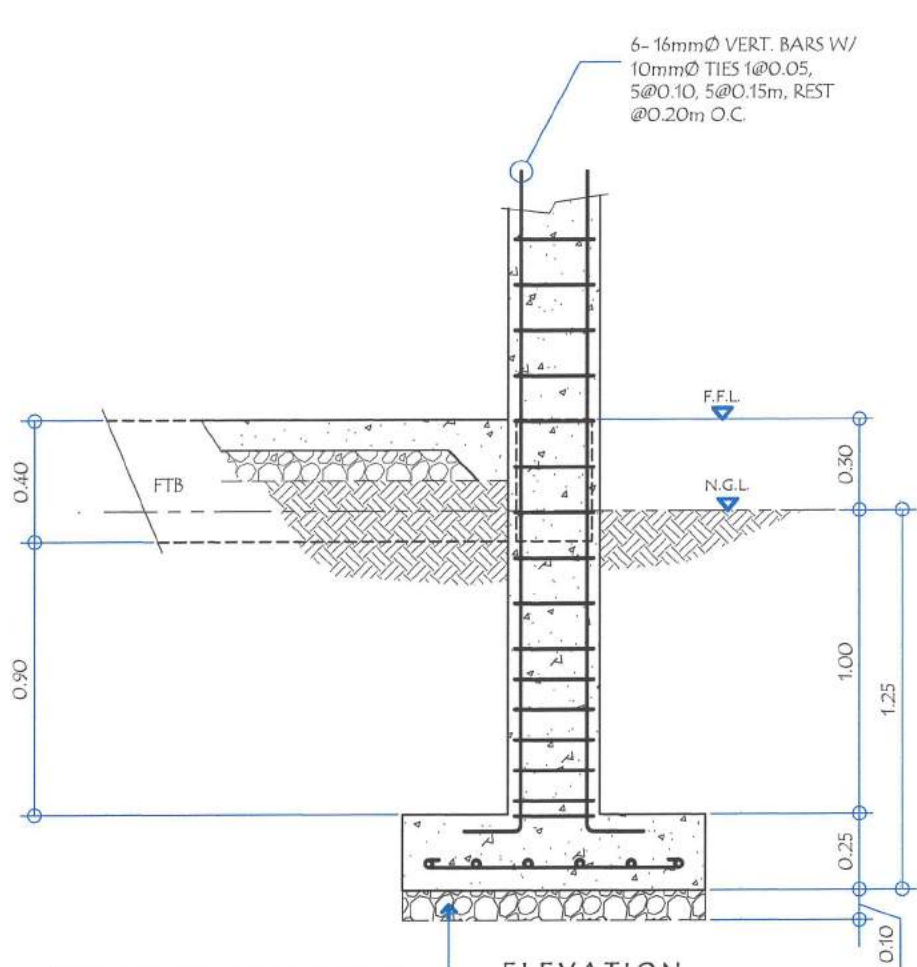 6-16mmØ VERT. BARS W/
10mmØ TIES 1@0.05,
5@0.10, 5@0.15m, REST
@0.20m O.C.
F.F.L.
0.40
FTB
0.30
N.G.L.
0.90
1.00
1.25
0.25
0.10
ELEVATION